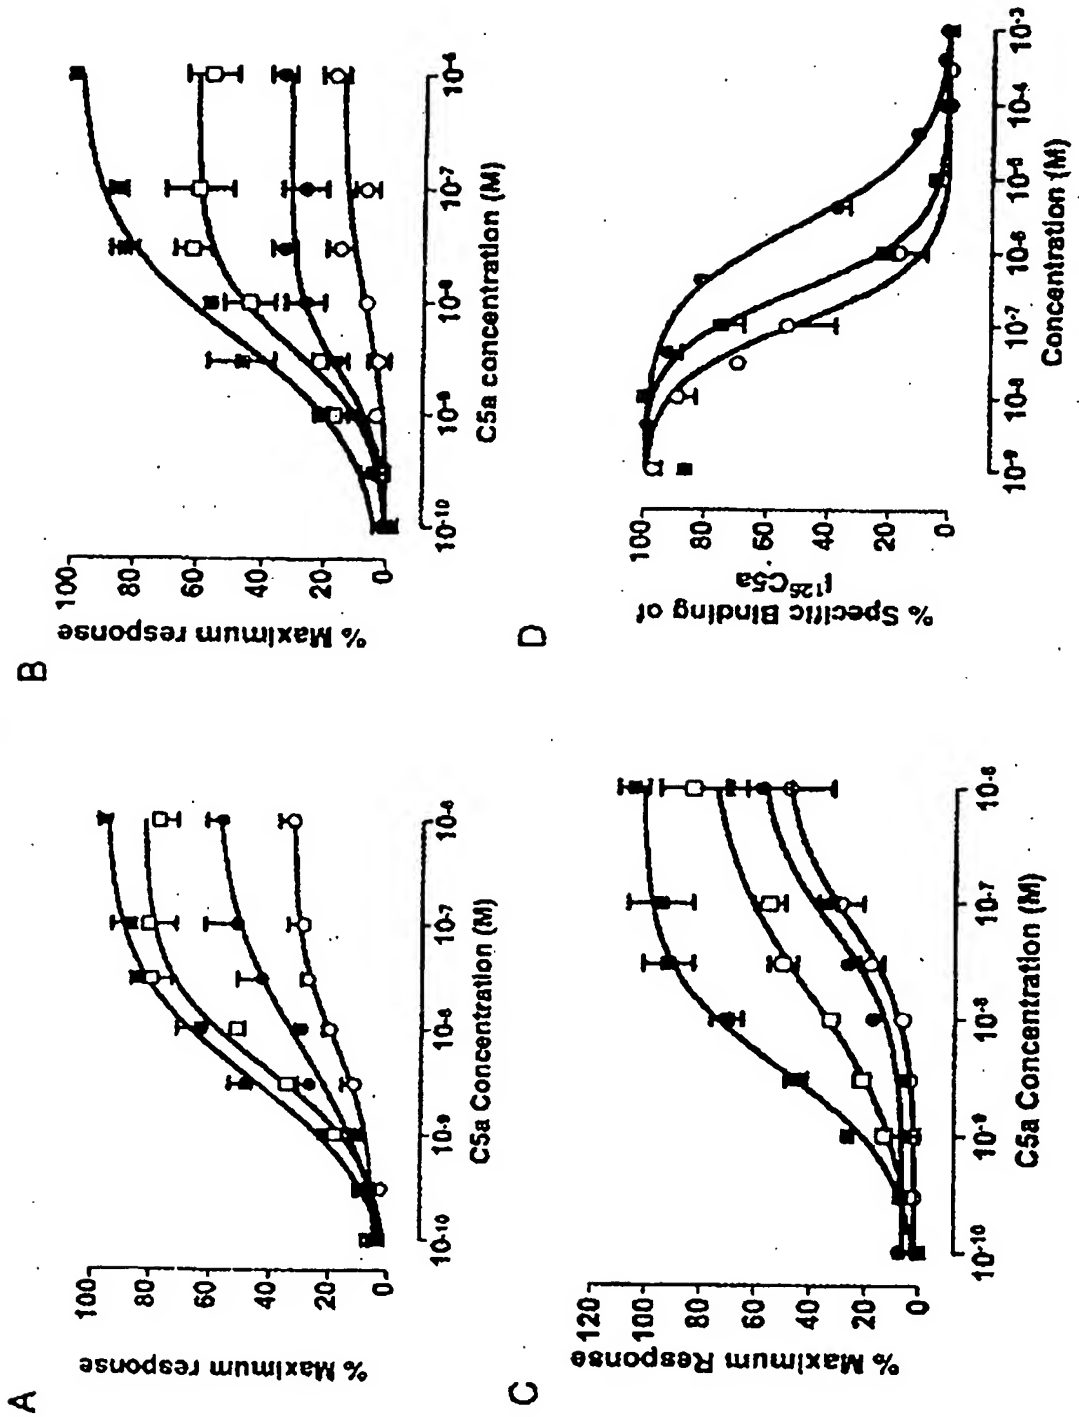 A
% Maximum response
100
80
60
40
20
0
10⁻¹⁰ 10⁻⁹ 10⁻⁸ 10⁻⁷ 10⁻⁶
C5a Concentration (M)
B
% Maximum response
100
80
60
40
20
0
10⁻¹⁰ 10⁻⁹ 10⁻⁸ 10⁻⁷ 10⁻⁶
C5a concentration (M)
C
% Maximum Response
120
100
80
60
40
20
0
10⁻¹⁰ 10⁻⁹ 10⁻⁸ 10⁻⁷ 10⁻⁶
C5a Concentration (M)
D
% Specific Binding of
I¹²⁵C5a
100
80
60
40
20
0
10⁻⁹ 10⁻⁸ 10⁻⁷ 10⁻⁶ 10⁻⁵ 10⁻⁴ 10⁻³
Concentration (M)